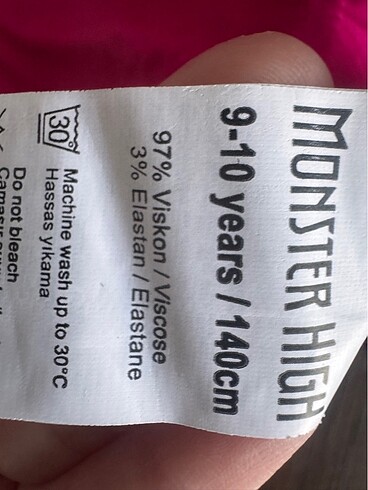 MONSTER HIGH
9-10 years / 140cm
97% Viskon / Viscose
3% Elastan / Elastane
30
Machine wash up to 30°C
Hassas yıkama
Do not bleach